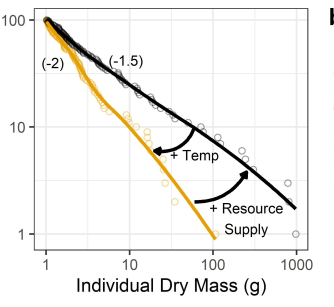 b
100
10
1
(-2)
(-1.5)
+ Temp
+ Resource
Supply
1
10
100
1000
Individual Dry Mass (g)